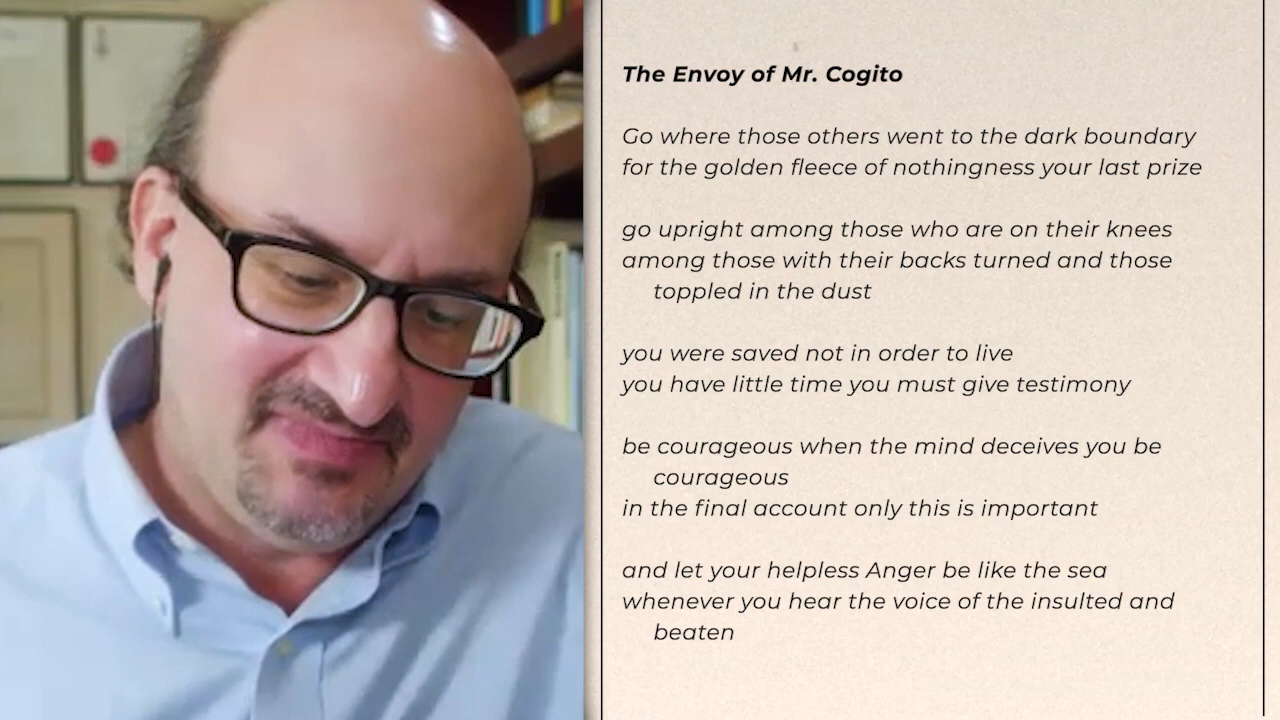 The Envoy of Mr. Cogito
Go where those others went to the dark boundary
for the golden fleece of nothingness your last prize
go upright among those who are on their knees
among those with their backs turned and those
toppled in the dust
you were saved not in order to live
you have little time you must give testimony
be courageous when the mind deceives you be
courageous
in the final account only this is important
and let your helpless Anger be like the sea
whenever you hear the voice of the insulted and
beaten